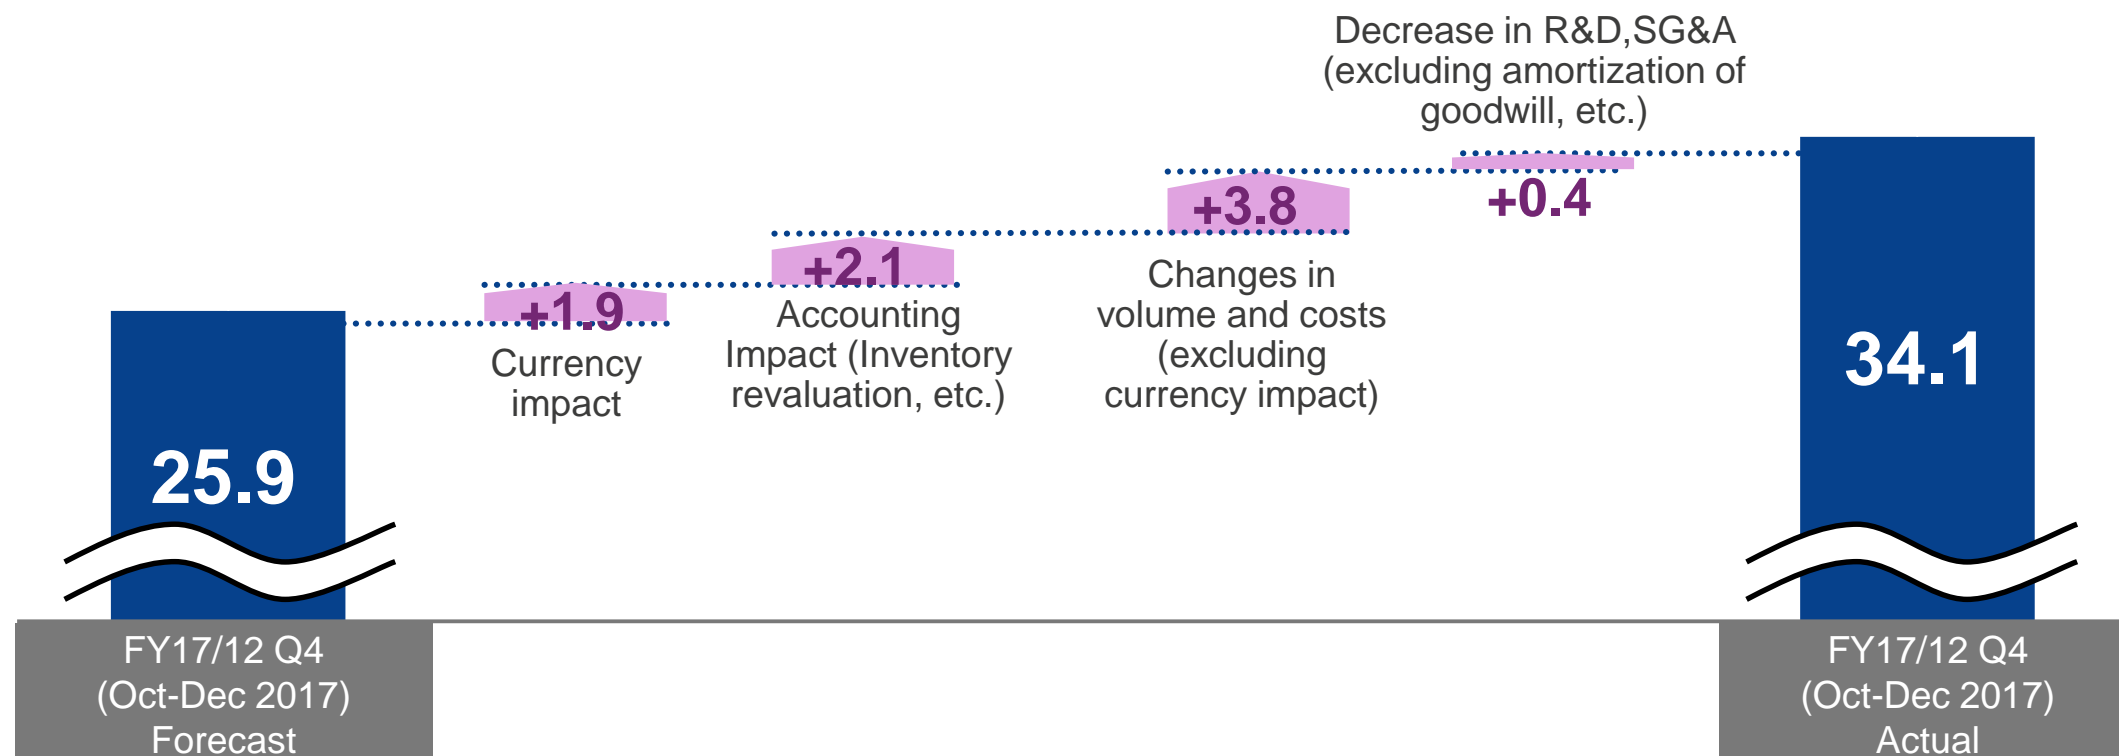 Decrease in R&D,SG&A
(excluding amortization of
goodwill, etc.)
+0.4
+3.8
Changes in
volume and costs
(excluding
currency impact)
+2.1
Accounting
Impact (Inventory
revaluation, etc.)
+1.9
Currency
impact
25.9
34.1
FY17/12 Q4
(Oct-Dec 2017)
Forecast
FY17/12 Q4
(Oct-Dec 2017)
Actual